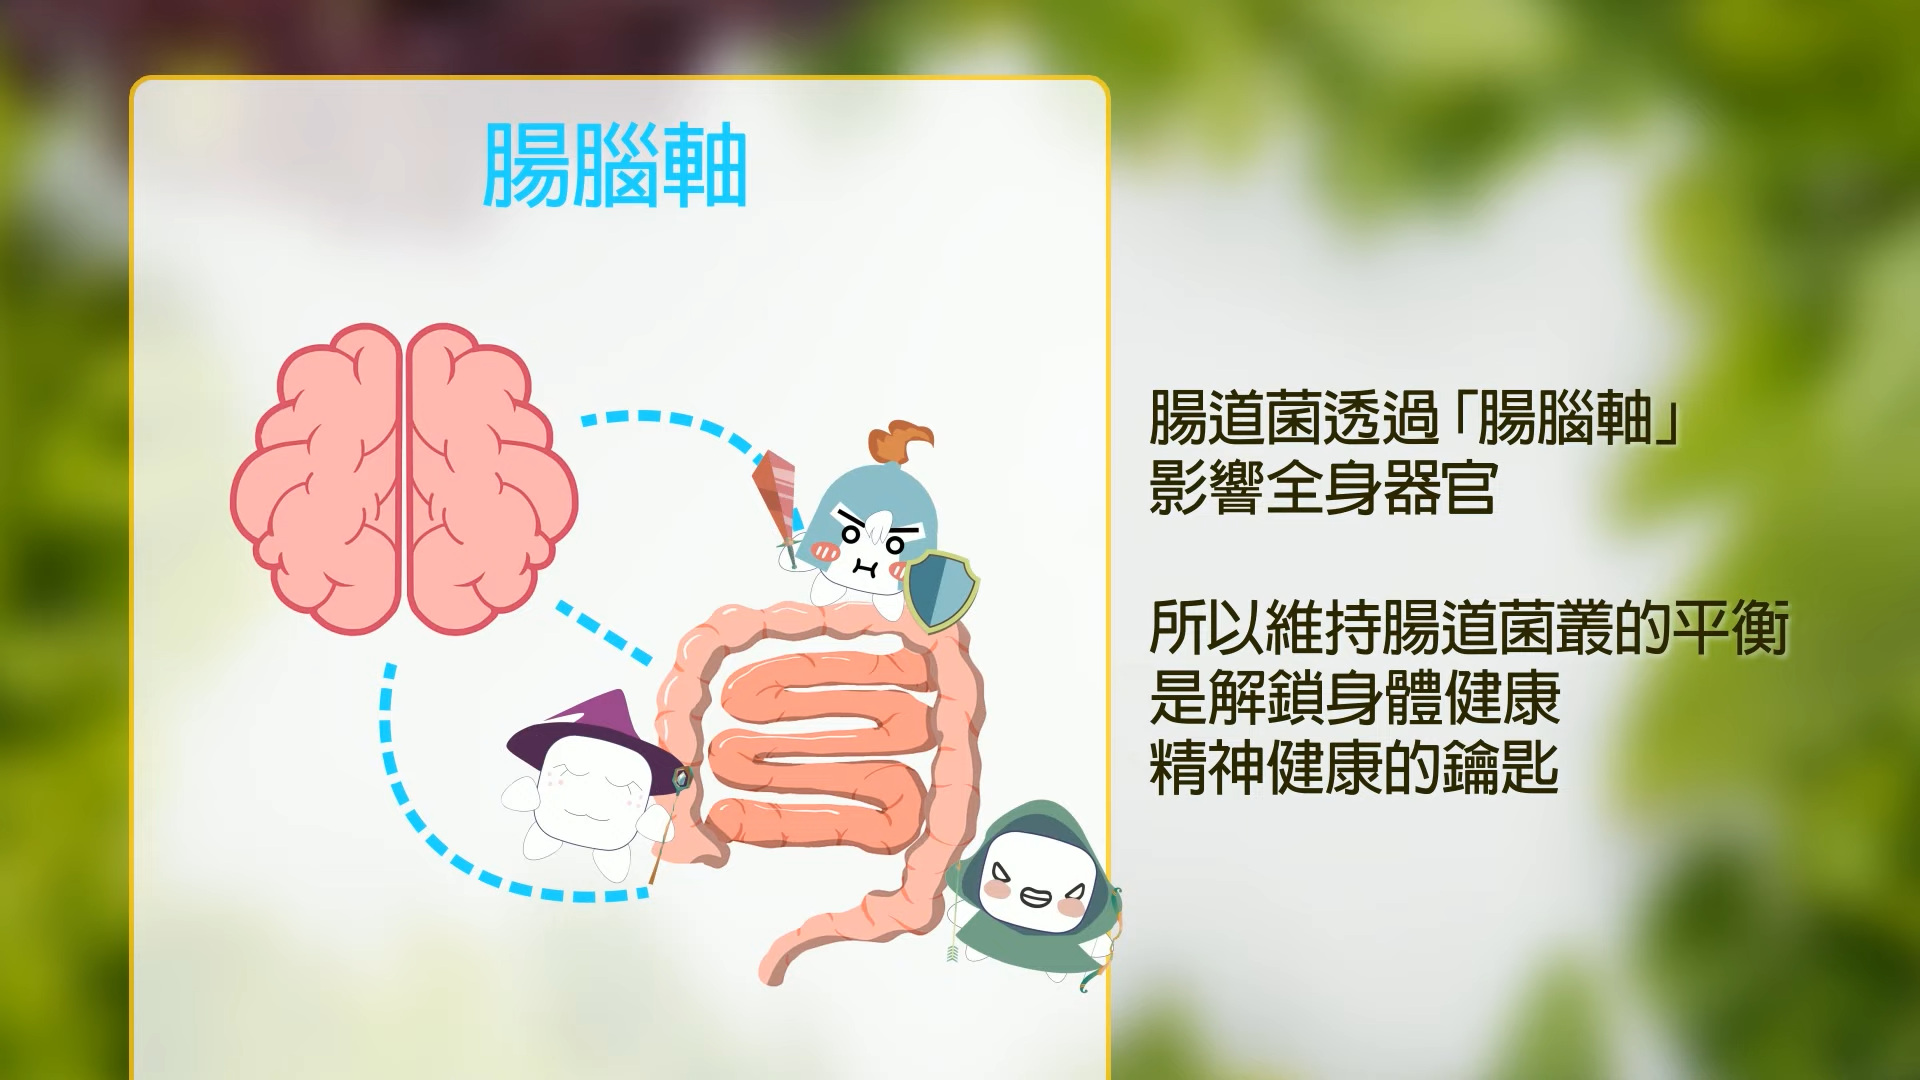 腸腦軸
腸道菌透過「腸腦軸」
影響全身器官
所以維持腸道菌叢的平衡
是解鎖身體健康
精神健康的鑰匙